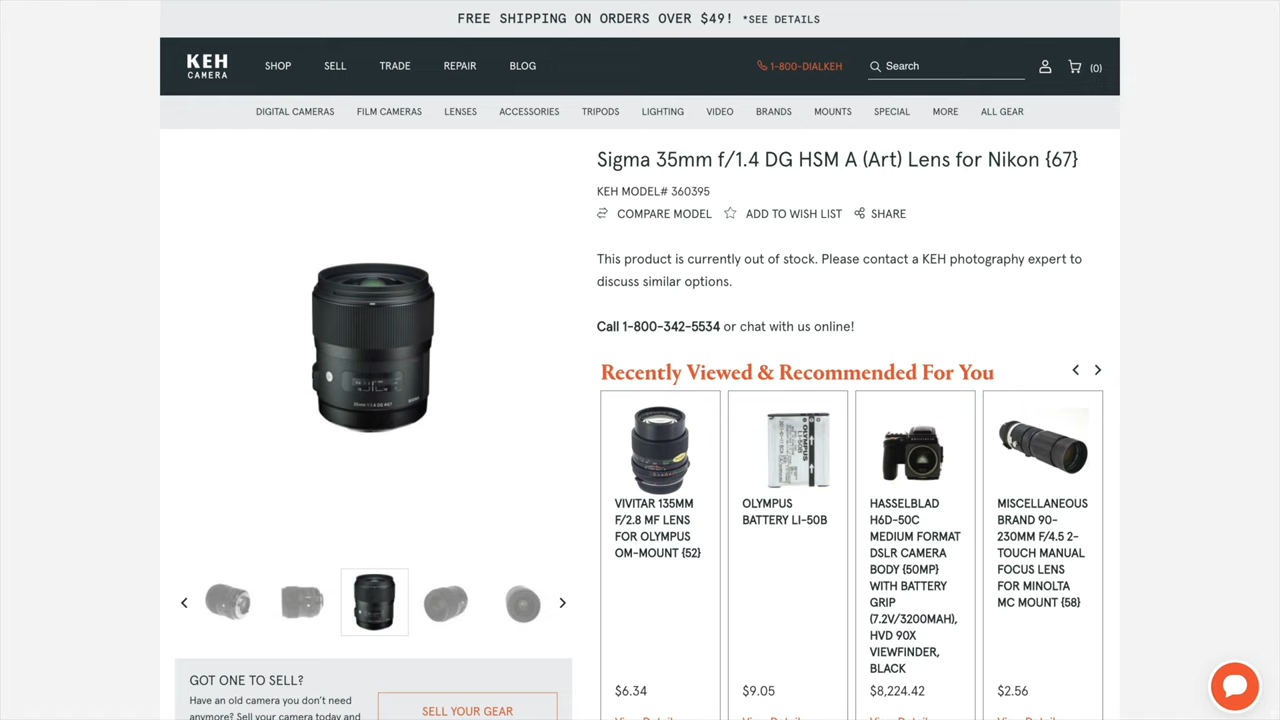 FREE SHIPPING ON ORDERS OVER $49! *SEE DETAILS
KEH
CAMERA
SHOP SELL TRADE REPAIR BLOG
1-800-DIALKEH
Search
(0)
DIGITAL CAMERAS FILM CAMERAS LENSES ACCESSORIES TRIPODS LIGHTING VIDEO BRANDS MOUNTS SPECIAL MORE ALL GEAR
Sigma 35mm f/1.4 DG HSM A (Art) Lens for Nikon {67}
KEH MODEL# 360395
COMPARE MODEL ADD TO WISH LIST SHARE
This product is currently out of stock. Please contact a KEH photography expert to
discuss similar options.
Call 1-800-342-5534 or chat with us online!
Recently Viewed & Recommended For You
VIVITAR 135MM
F/2.8 MF LENS
FOR OLYMPUS
OM-MOUNT {52}
$6.34
OLYMPUS
BATTERY LI-50B
$9.05
HASSELBLAD
H6D-50C
MEDIUM FORMAT
DSLR CAMERA
BODY {50MP}
WITH BATTERY
GRIP
(7.2V/3200MAH),
HVD 90X
VIEWFINDER,
BLACK
$8,224.42
MISCELLANEOUS
BRAND 90-
230MM F/4.5 2-
TOUCH MANUAL
FOCUS LENS
FOR MINOLTA
MC MOUNT {58}
$2.56
GOT ONE TO SELL?
Have an old camera you don't need
anymore? Sell your camera today and
SELL YOUR GEAR